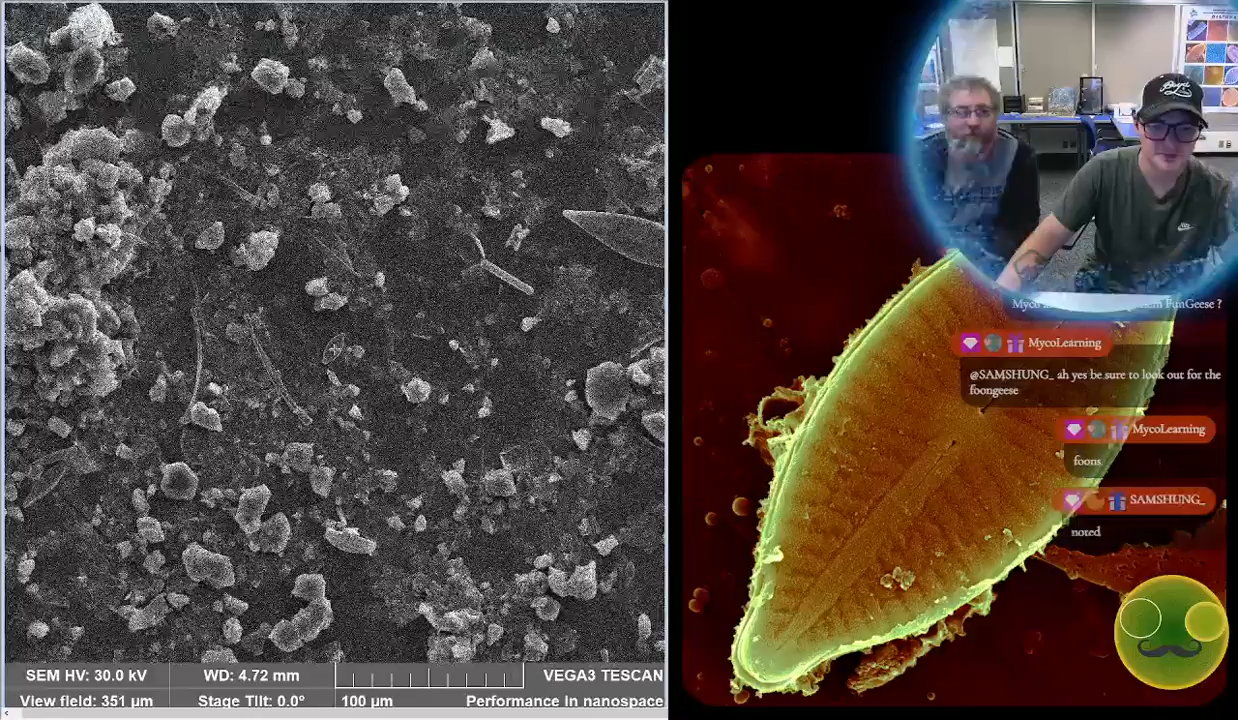 SEM HV: 30.0 kV
WD: 4.72 mm
VEGA3 TESCAN
View field: 351 µm
Stage Tilt: 0.0°
100 µm
Performance in nanospace
Myco
FunGeese ?
MycoLearning
@SAMSHUNG_ ah yes be sure to look out for the
foongeese
MycoLearning
foons
SAMSHUNG_
noted